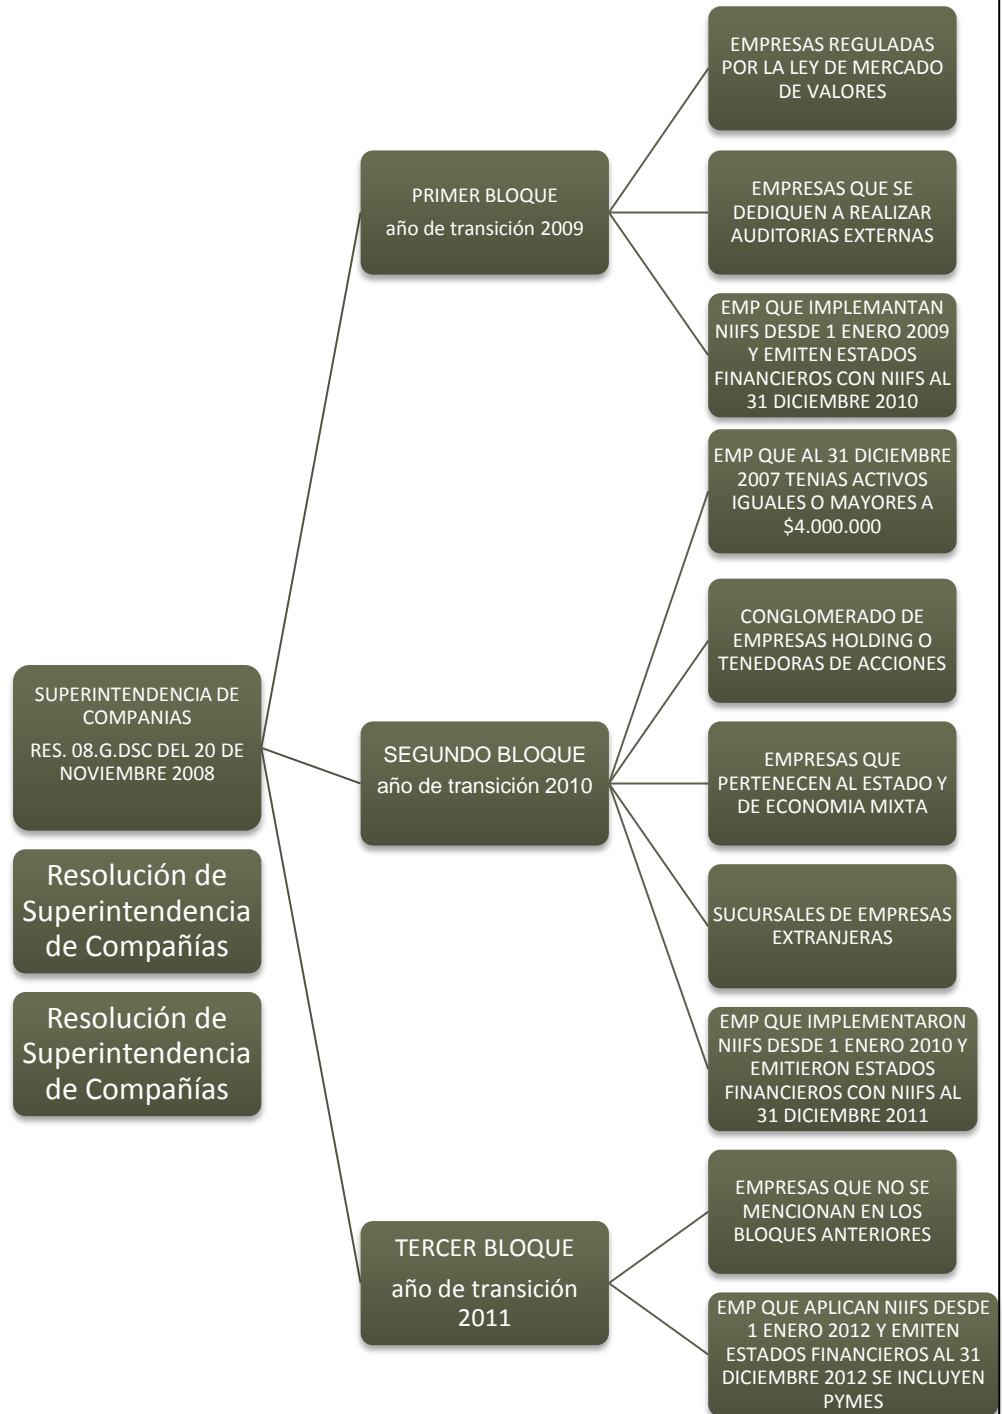 SUPERINTENDENCIA DE
COMPANIAS
RES. 08.G.DSC DEL 20 DE
NOVIEMBRE 2008
Resolución de
Superintendencia
de Compañías
Resolución de
Superintendencia
de Compañías
PRIMER BLOQUE
año de transición 2009
EMPRESAS REGULADAS
POR LA LEY DE MERCADO
DE VALORES
EMPRESAS QUE SE
DEDIQUEN A REALIZAR
AUDITORIAS EXTERNAS
EMP QUE IMPLEMANTAN
NIIFS DESDE 1 ENERO 2009
Y EMITEN ESTADOS
FINANCIEROS CON NIIFS AL
31 DICIEMBRE 2010
SEGUNDO BLOQUE
año de transición 2010
EMP QUE AL 31 DICIEMBRE
2007 TENIAS ACTIVOS
IGUALES O MAYORES A
$4.000.000
CONGLOMERADO DE
EMPRESAS HOLDING O
TENEDORAS DE ACCIONES
EMPRESAS QUE
PERTENECEN AL ESTADO Y
DE ECONOMIA MIXTA
SUCURSALES DE EMPRESAS
EXTRANJERAS
EMP QUE IMPLEMENTARON
NIIFS DESDE 1 ENERO 2010 Y
EMITIERON ESTADOS
FINANCIEROS CON NIIFS AL
31 DICIEMBRE 2011
TERCER BLOQUE
año de transición
2011
EMPRESAS QUE NO SE
MENCIONAN EN LOS
BLOQUES ANTERIORES
EMP QUE APLICAN NIIFS DESDE
1 ENERO 2012 Y EMITEN
ESTADOS FINANCIEROS AL 31
DICIEMBRE 2012 SE INCLUYEN
PYMES